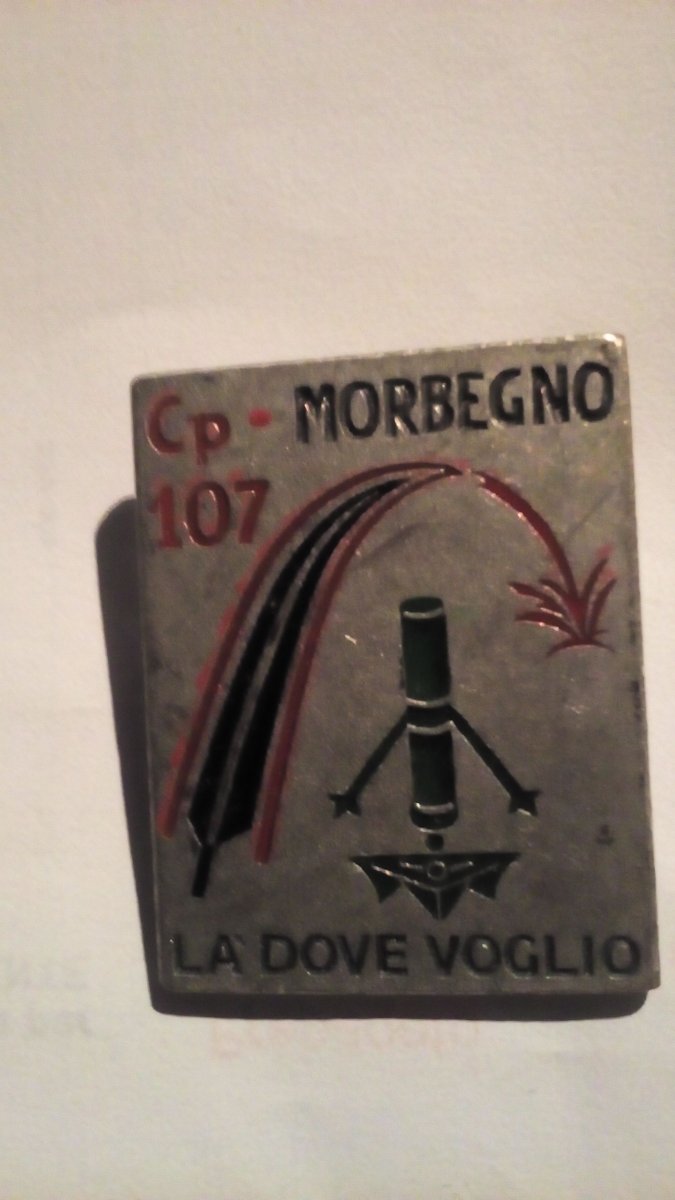 Cp · MORBEGNO
107
LA' DOVE VOGLIO